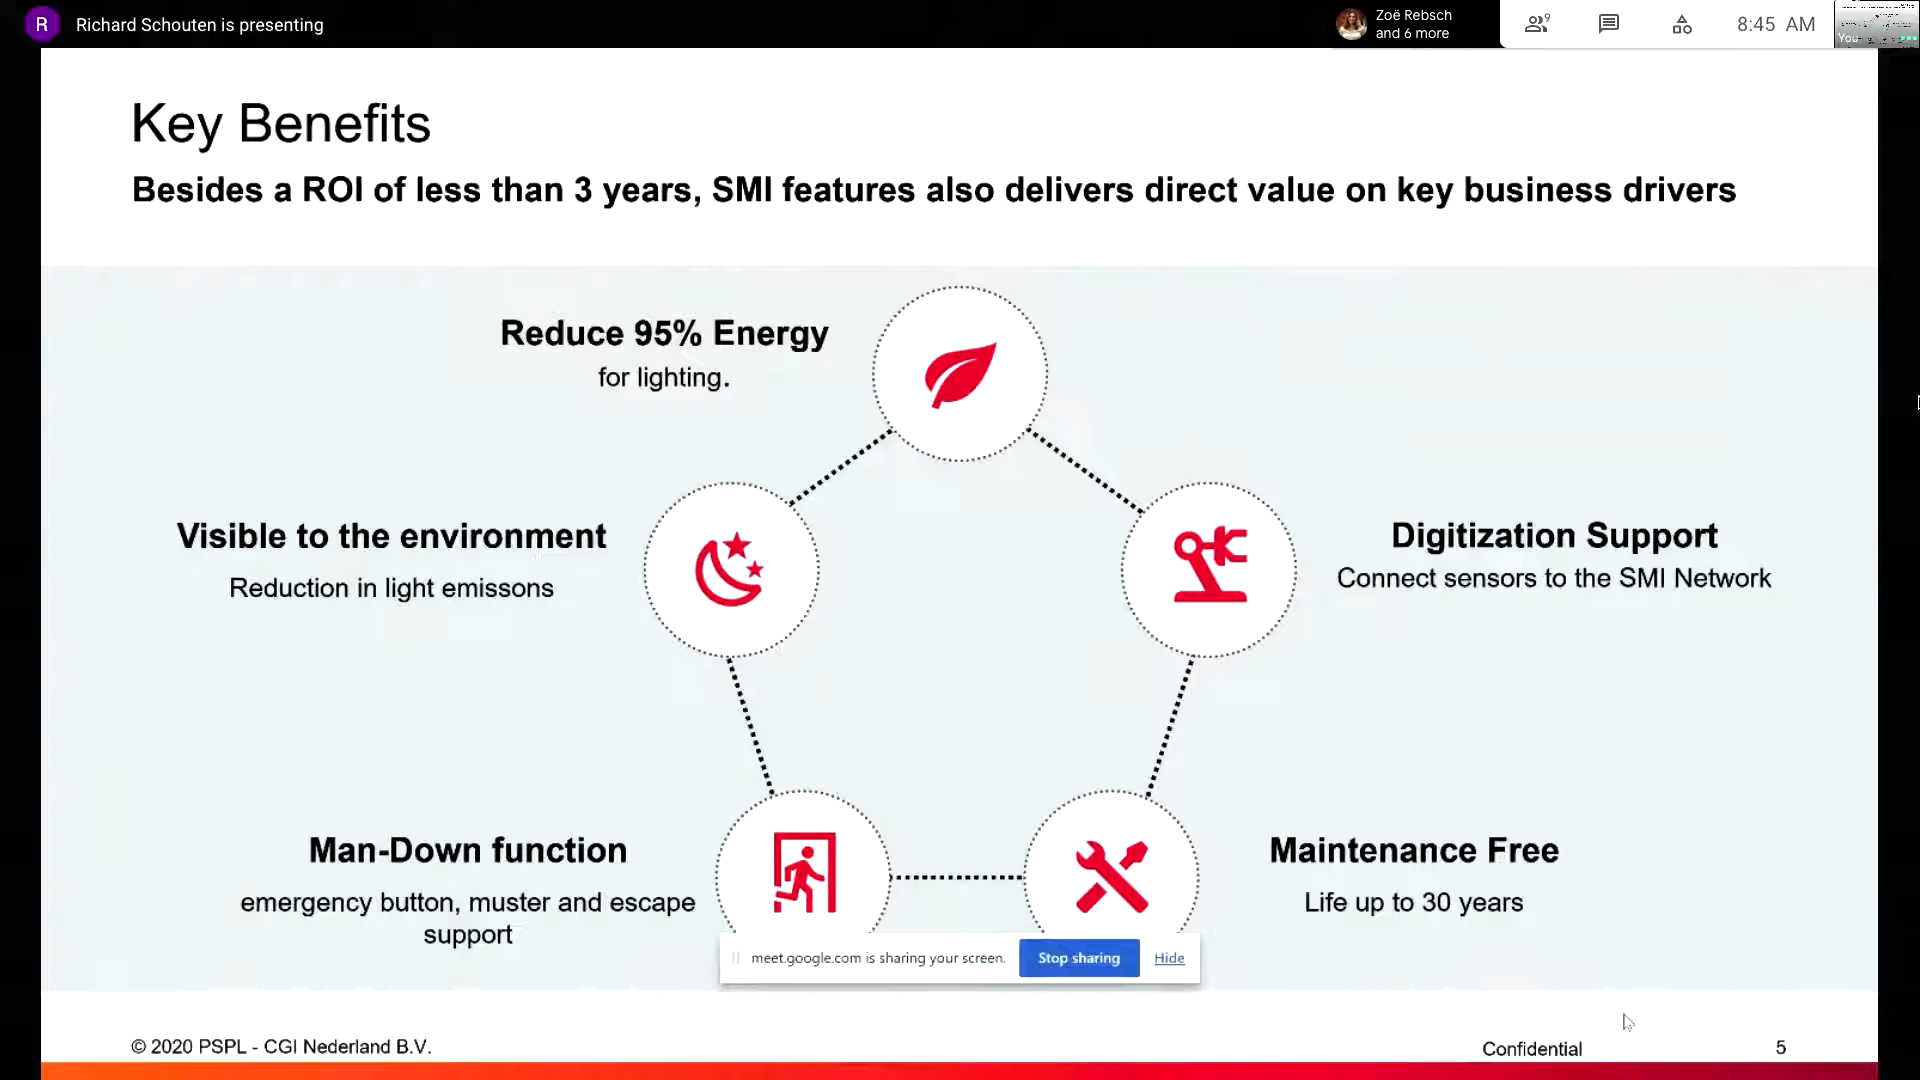 R Richard Schouten is presenting
Zoë Rebsch
and 6 more
9
8:45 AM
You
Key Benefits
Besides a ROI of less than 3 years, SMI features also delivers direct value on key business drivers
Reduce 95% Energy
for lighting.
Visible to the environment
Reduction in light emissons
Digitization Support
Connect sensors to the SMI Network
Man-Down function
emergency button, muster and escape
support
Maintenance Free
Life up to 30 years
meet.google.com is sharing your screen. Stop sharing Hide
© 2020 PSPL - CGI Nederland B.V.
Confidential 5